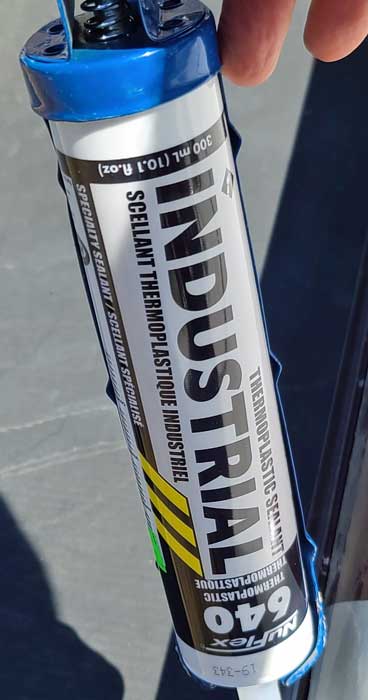 300 mL (10.1 fl.oz)
INDUSTRIAL
THERMOPLASTIC SEALANT
SCELLANT THERMOPLASTIQUE INDUSTRIEL
SPECIALTY SEALANT / SCELLANT SPÉCIALISÉ
NuFlex
640
THERMOPLASTIC
THERMOPLASTIQUE
19-343